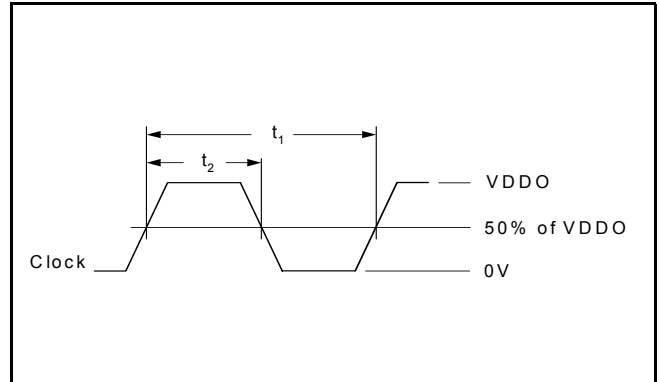 t₁
t₂
VDDO
50% of VDDO
Clock
0V